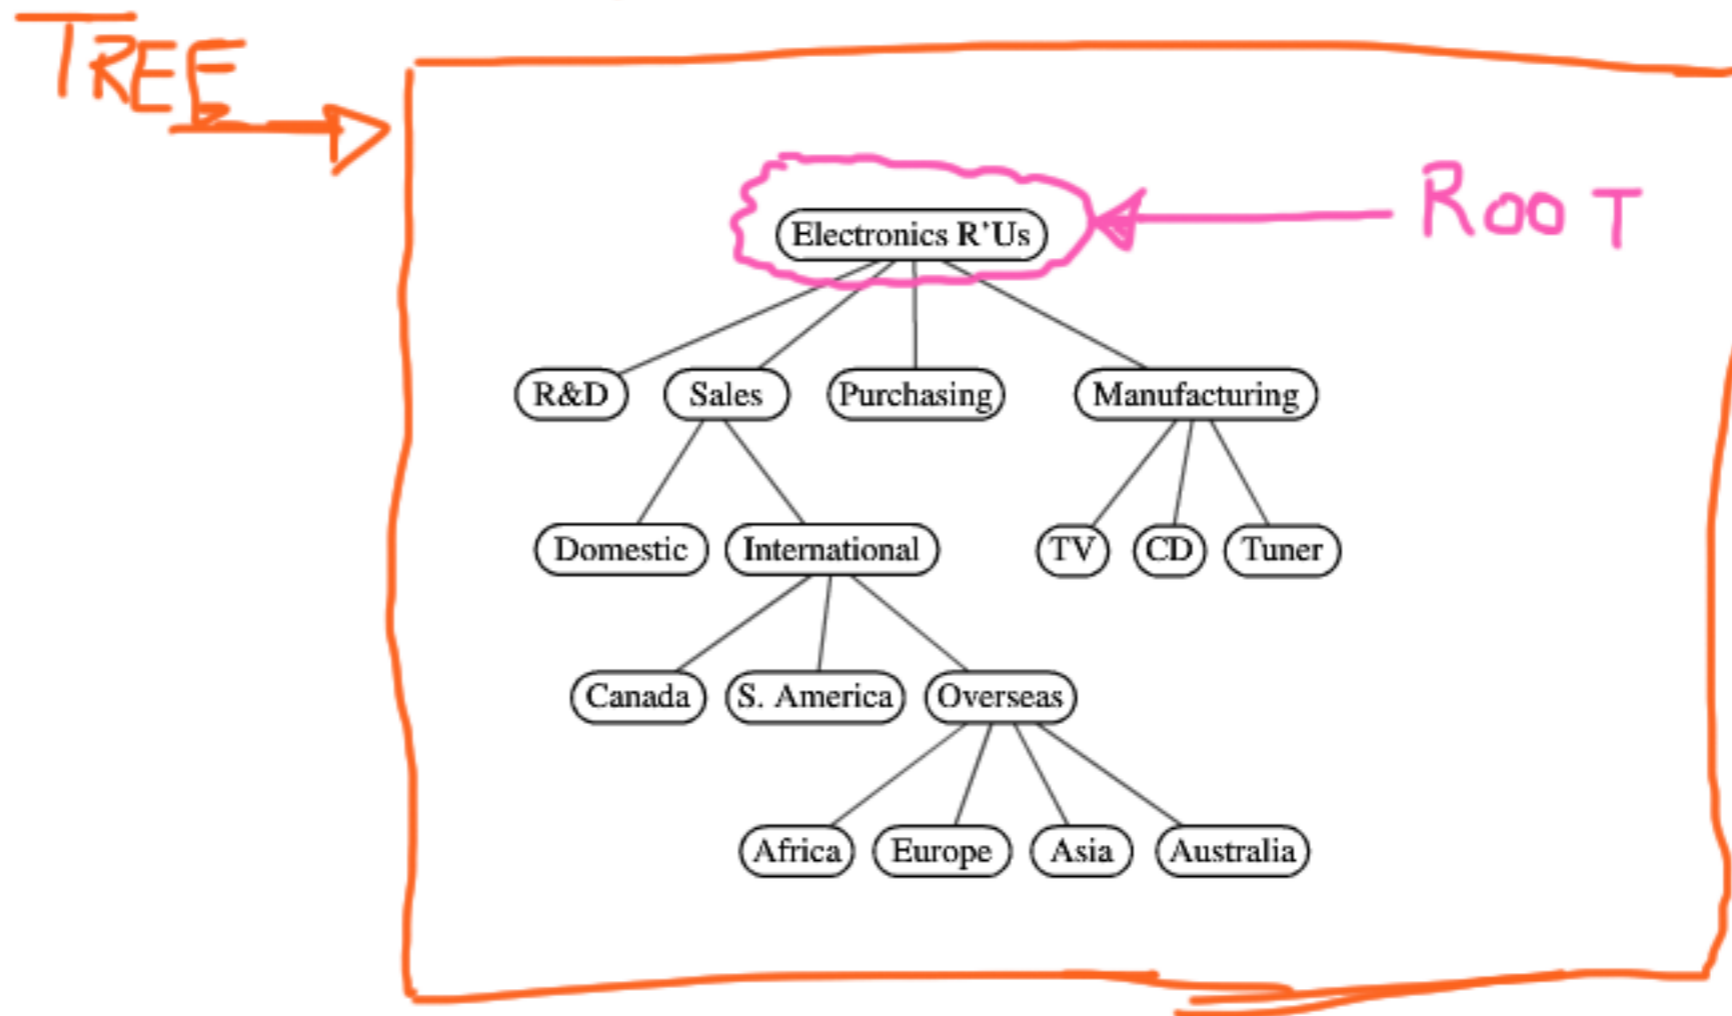 TREE
Electronics R'Us
ROOT
R&D Sales Purchasing Manufacturing
Domestic International TV CD Tuner
Canada S. America Overseas
Africa Europe Asia Australia